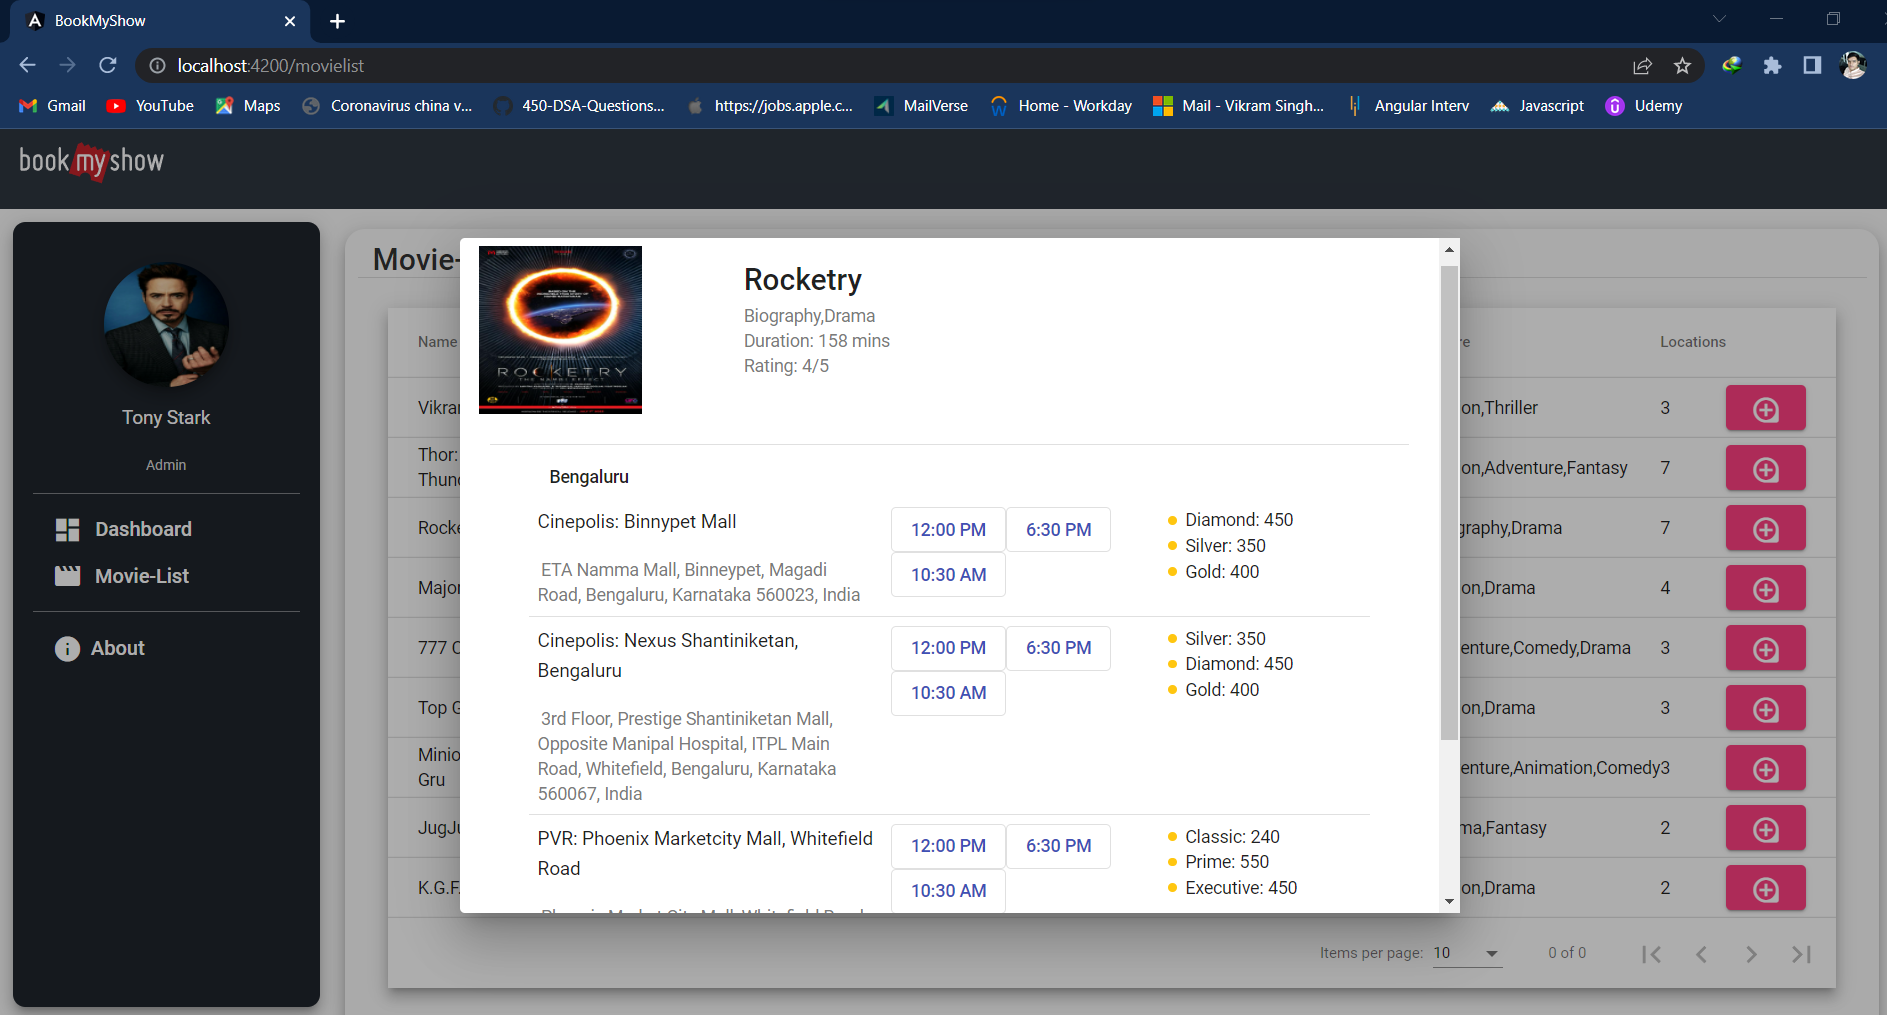 BookMyShow
localhost:4200/movielist
Gmail
YouTube
Maps
Coronavirus china v...
450-DSA-Questions...
https://jobs.apple.c...
MailVerse
Home - Workday
Mail - Vikram Singh...
Angular Interv
Javascript
Udemy
book my show
Tony Stark
Admin
Dashboard
Movie-List
About
Movie-
Name
Locations
Vikra
on,Thriller
3
Thor:
Thun
on,Adventure,Fantasy
7
Rocke
graphy,Drama
7
Major
on,Drama
4
777 C
enture,Comedy,Drama
3
Top G
on,Drama
3
Minio
Gru
enture,Animation,Comedy3
JugJu
ma,Fantasy
2
K.G.F.
on,Drama
2
Items per page: 10
0 of 0
ROCKETRY
THE NAMBI EFFECT
Rocketry
Biography,Drama
Duration: 158 mins
Rating: 4/5
Bengaluru
Cinepolis: Binnypet Mall
ETA Namma Mall, Binneypet, Magadi
Road, Bengaluru, Karnataka 560023, India
12:00 PM 6:30 PM
10:30 AM
Diamond: 450
Silver: 350
Gold: 400
Cinepolis: Nexus Shantiniketan,
Bengaluru
3rd Floor, Prestige Shantiniketan Mall,
Opposite Manipal Hospital, ITPL Main
Road, Whitefield, Bengaluru, Karnataka
560067, India
12:00 PM 6:30 PM
10:30 AM
Silver: 350
Diamond: 450
Gold: 400
PVR: Phoenix Marketcity Mall, Whitefield
Road
12:00 PM 6:30 PM
10:30 AM
Classic: 240
Prime: 550
Executive: 450